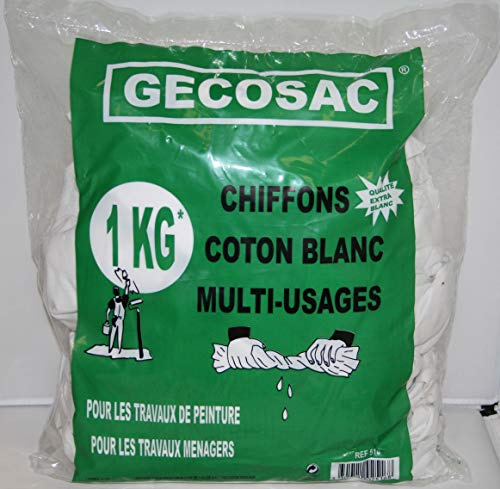 GECOSAC ®
CHIFFONS
QUALITE
EXTRA
BLANC
1 KG*
COTON BLANC
MULTI-USAGES
POUR LES TRAVAUX DE PEINTURE
POUR LES TRAVAUX MENAGERS